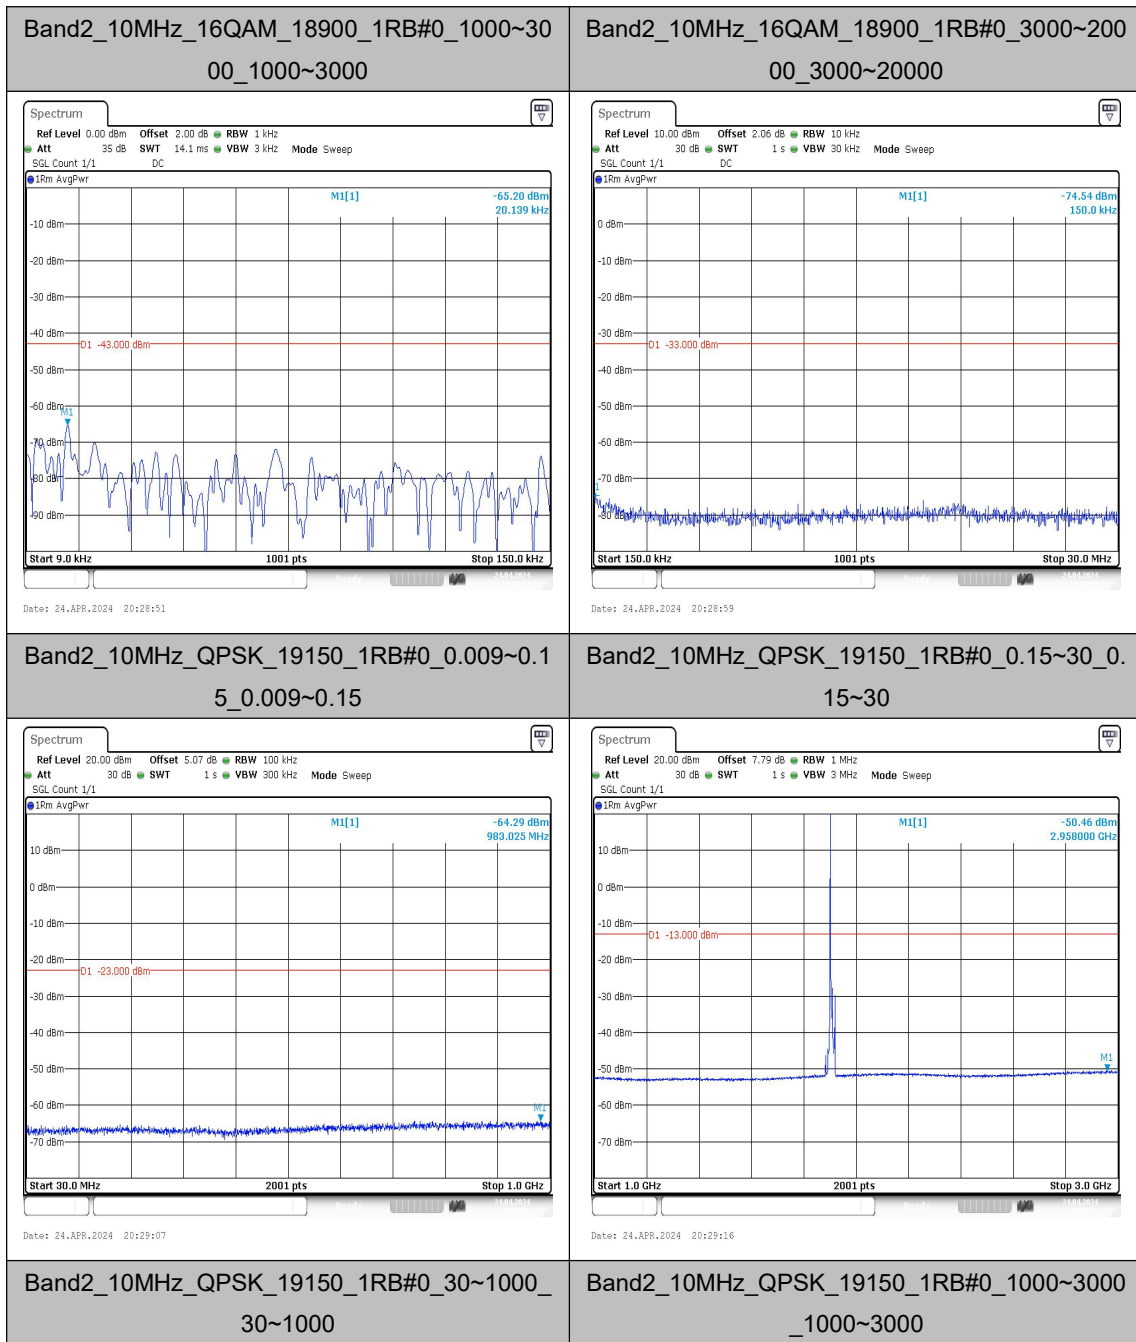 Band2_10MHz_16QAM_18900_1RB#0_1000~30
00_1000~3000
Band2_10MHz_16QAM_18900_1RB#0_3000~200
00_3000~20000
Spectrum
Ref Level 0.00 dBm Offset 2.00 dB RBW 1 kHz
Att 35 dB SWT 14.1 ms VBW 3 kHz Mode Sweep
SGL Count 1/1 DC
1Rm AvgPwr
M1[1] -65.20 dBm
20.139 kHz
-10 dBm
-20 dBm
-30 dBm
-40 dBm
D1 -43.000 dBm
-50 dBm
-60 dBm
M1
-70 dBm
-80 dBm
-90 dBm
Start 9.0 kHz 1001 pts Stop 150.0 kHz
Ready 24.04.2024
Date: 24.APR.2024 20:28:51
Spectrum
Ref Level 10.00 dBm Offset 2.06 dB RBW 10 kHz
Att 30 dB SWT 1 s VBW 30 kHz Mode Sweep
SGL Count 1/1 DC
1Rm AvgPwr
M1[1] -74.54 dBm
150.0 kHz
0 dBm
-10 dBm
-20 dBm
-30 dBm
D1 -33.000 dBm
-40 dBm
-50 dBm
-60 dBm
-70 dBm
-80 dBm
Start 150.0 kHz 1001 pts Stop 30.0 MHz
Ready 24.04.2024
Date: 24.APR.2024 20:28:59
Band2_10MHz_QPSK_19150_1RB#0_0.009~0.1
5_0.009~0.15
Band2_10MHz_QPSK_19150_1RB#0_0.15~30_0.
15~30
Spectrum
Ref Level 20.00 dBm Offset 5.07 dB RBW 100 kHz
Att 30 dB SWT 1 s VBW 300 kHz Mode Sweep
SGL Count 1/1
1Rm AvgPwr
M1[1] -64.29 dBm
983.025 MHz
10 dBm
0 dBm
-10 dBm
-20 dBm
D1 -23.000 dBm
-30 dBm
-40 dBm
-50 dBm
-60 dBm
M1
-70 dBm
Start 30.0 MHz 2001 pts Stop 1.0 GHz
Ready 24.04.2024
Date: 24.APR.2024 20:29:07
Spectrum
Ref Level 20.00 dBm Offset 7.79 dB RBW 1 MHz
Att 30 dB SWT 1 s VBW 3 MHz Mode Sweep
SGL Count 1/1
1Rm AvgPwr
M1[1] -50.46 dBm
2.958000 GHz
10 dBm
0 dBm
-10 dBm
D1 -13.000 dBm
-20 dBm
-30 dBm
-40 dBm
-50 dBm
M1
-60 dBm
-70 dBm
Start 1.0 GHz 2001 pts Stop 3.0 GHz
Ready 24.04.2024
Date: 24.APR.2024 20:29:16
Band2_10MHz_QPSK_19150_1RB#0_30~1000_
30~1000
Band2_10MHz_QPSK_19150_1RB#0_1000~3000
_1000~3000